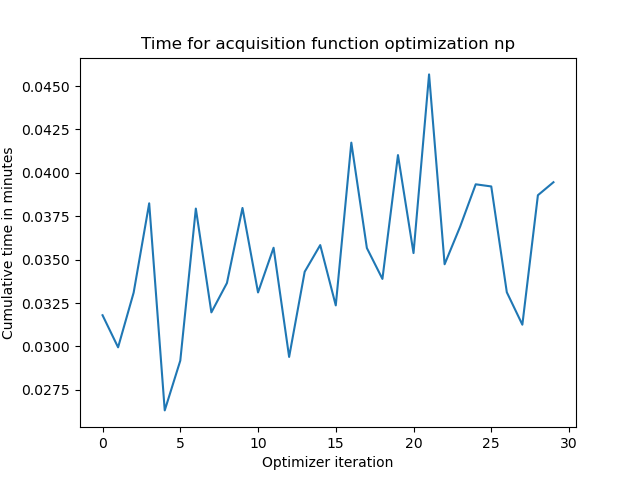 Time for acquisition function optimization np
Cumulative time in minutes
0.0450
0.0425
0.0400
0.0375
0.0350
0.0325
0.0300
0.0275
0 5 10 15 20 25 30
Optimizer iteration